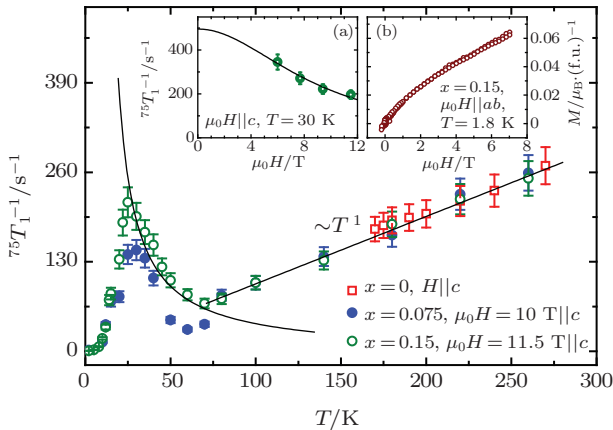 (a)
(b)
⁷⁵T₁⁻¹/s⁻¹
400
200
0
0 4 8 12
μ₀H/T
μ₀H||c, T=30 K
M/μB·(f.u.)⁻¹
0.06
0.04
0.02
0
0 2 4 6 8
μ₀H/T
x=0.15,
μ₀H||ab,
T=1.8 K
⁷⁵T₁⁻¹/s⁻¹
390
260
130
0
~T¹
x=0, H||c
x=0.075, μ₀H=10 T||c
x=0.15, μ₀H=11.5 T||c
0 50 100 150 200 250 300
T/K